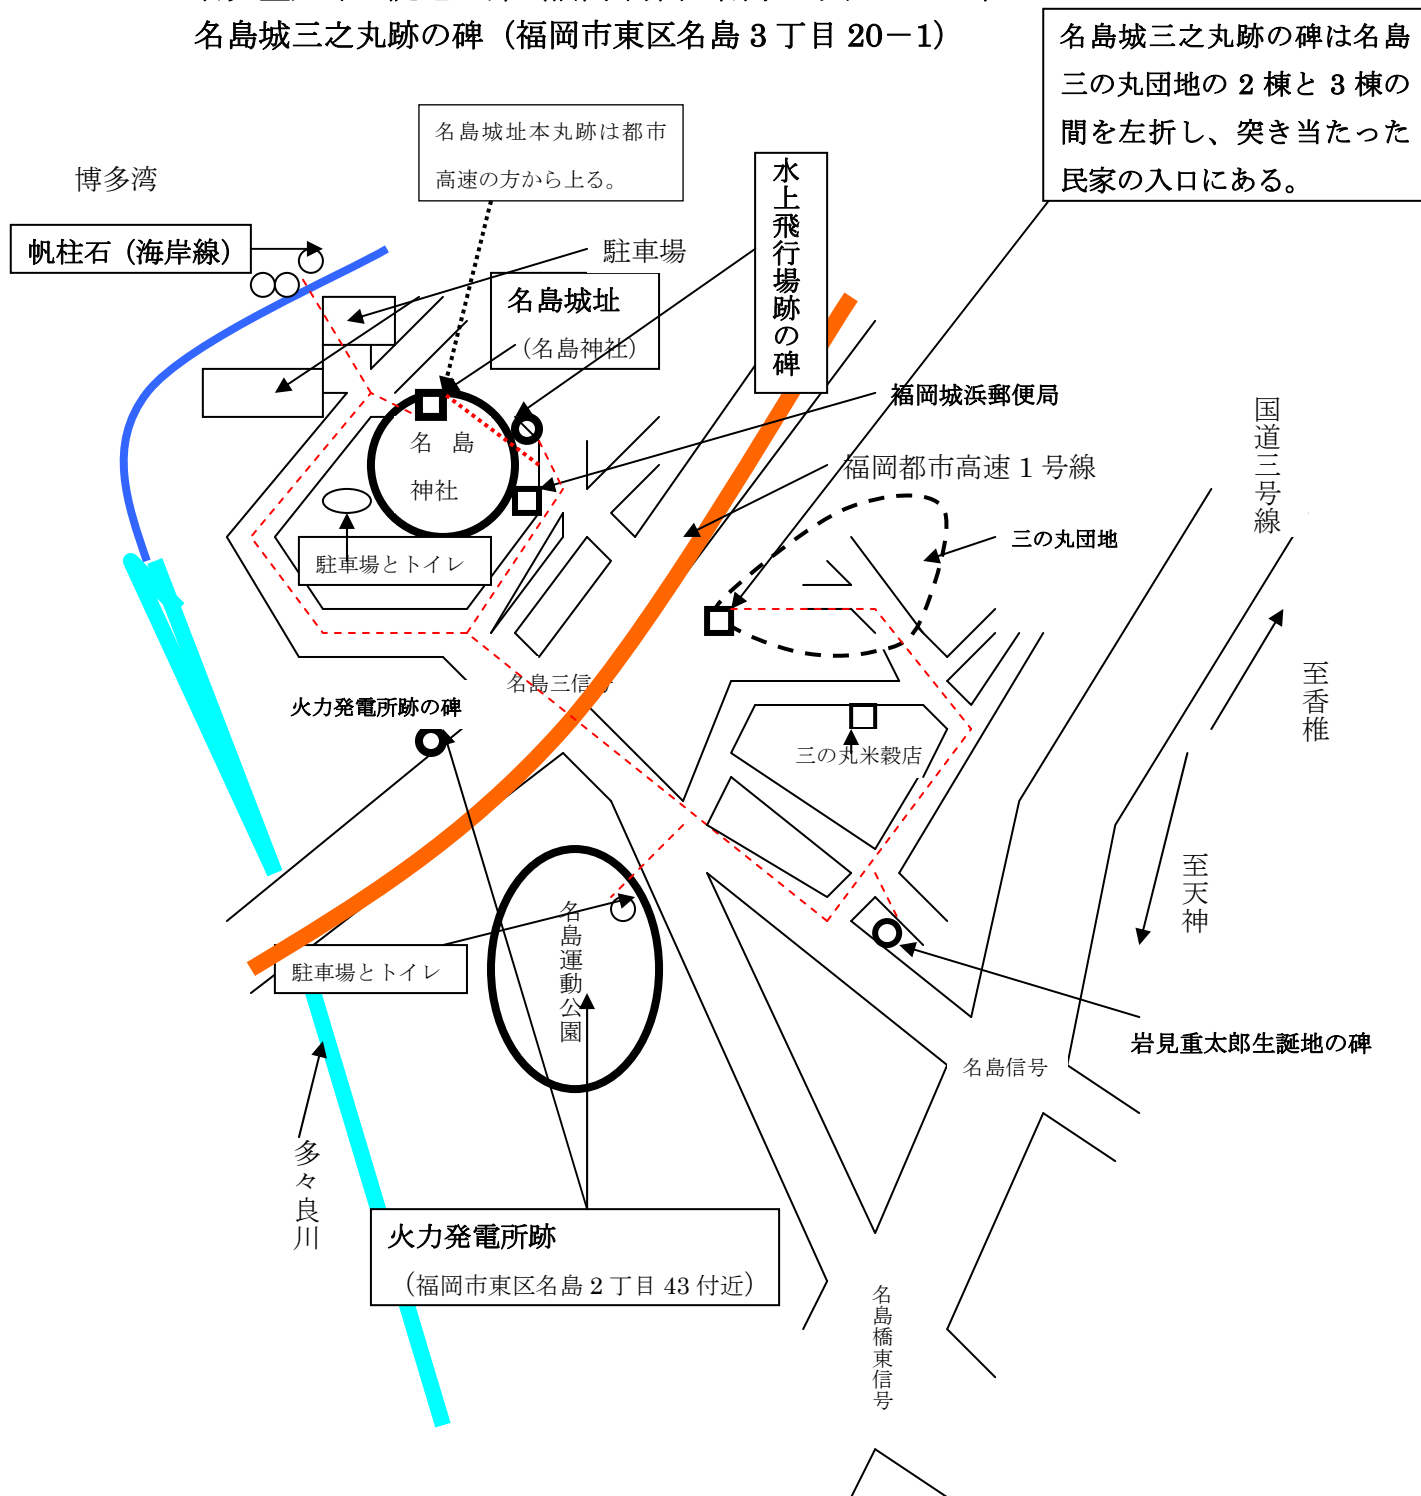 名島城三之丸跡の碑（福岡市東区名島３丁目 20－1）
名島城三之丸跡の碑は名島
三の丸団地の 2 棟と 3 棟の
間を左折し、突き当たった
民家の入口にある。
名島城址本丸跡は都市
高速の方から上る。
博多湾
水上飛行場跡の碑
帆柱石（海岸線）
駐車場
名島城址
（名島神社）
福岡城浜郵便局
国道三号線
名 島
神社
福岡都市高速 1 号線
三の丸団地
駐車場とトイレ
名島三信号
至香椎
火力発電所跡の碑
三の丸米穀店
至天神
名島運動公園
駐車場とトイレ
岩見重太郎生誕地の碑
名島信号
多々良川
火力発電所跡
（福岡市東区名島 2 丁目 43 付近）
名島橋東信号